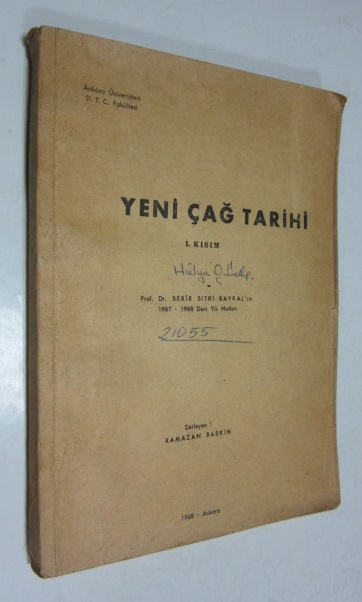 Ankara Üniversitesi
D. T. C. Fakültesi
YENİ ÇAĞ TARİHİ
I. KISIM
Hülya
Prof. Dr. BEKİR SITKI BAYKAL'ın
1967 - 1968 Ders Yılı Notları
21055
Derleyen :
RAMAZAN BASKIN
1968 - Ankara